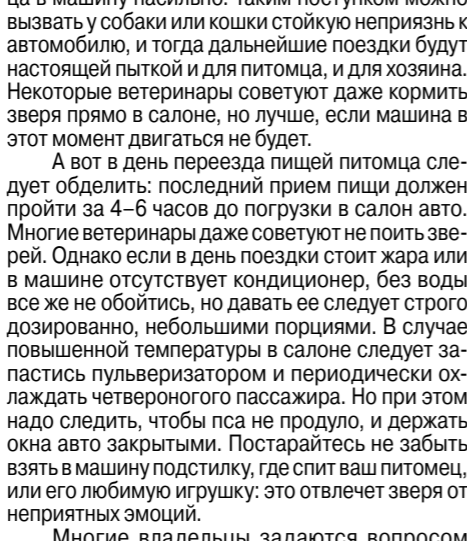 ца в машину насильно. Таким поступком можно
вызвать у собаки или кошки стойкую неприязнь к
автомобилю, и тогда дальнейшие поездки будут
настоящей пыткой и для питомца, и для хозяина.
Некоторые ветеринары советуют даже кормить
зверя прямо в салоне, но лучше, если машина в
этот момент двигаться не будет.
А вот в день переезда пищей питомца сле-
дует обделить: последний прием пищи должен
пройти за 4–6 часов до погрузки в салон авто.
Многие ветеринары даже советуют не поить зве-
рей. Однако если в день поездки стоит жара или
в машине отсутствует кондиционер, без воды
все же не обойтись, но давать ее следует строго
дозированно, небольшими порциями. В случае
повышенной температуры в салоне следует за-
пастись пульверизатором и периодически ох-
лаждать четвероногого пассажира. Но при этом
надо следить, чтобы пса не продуло, и держать
окна авто закрытыми. Постарайтесь не забыть
взять в машину подстилку, где спит ваш питомец,
или его любимую игрушку: это отвлечет зверя от
неприятных эмоций.
Многие владельцы задаются вопросом